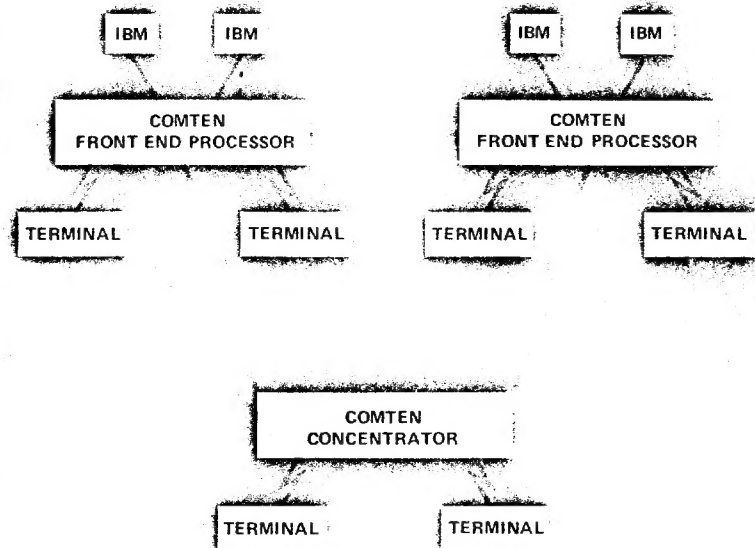 IBM
IBM
COMTEN
FRONT END PROCESSOR
TERMINAL
TERMINAL
IBM
IBM
COMTEN
FRONT END PROCESSOR
TERMINAL
TERMINAL
COMTEN
CONCENTRATOR
TERMINAL
TERMINAL